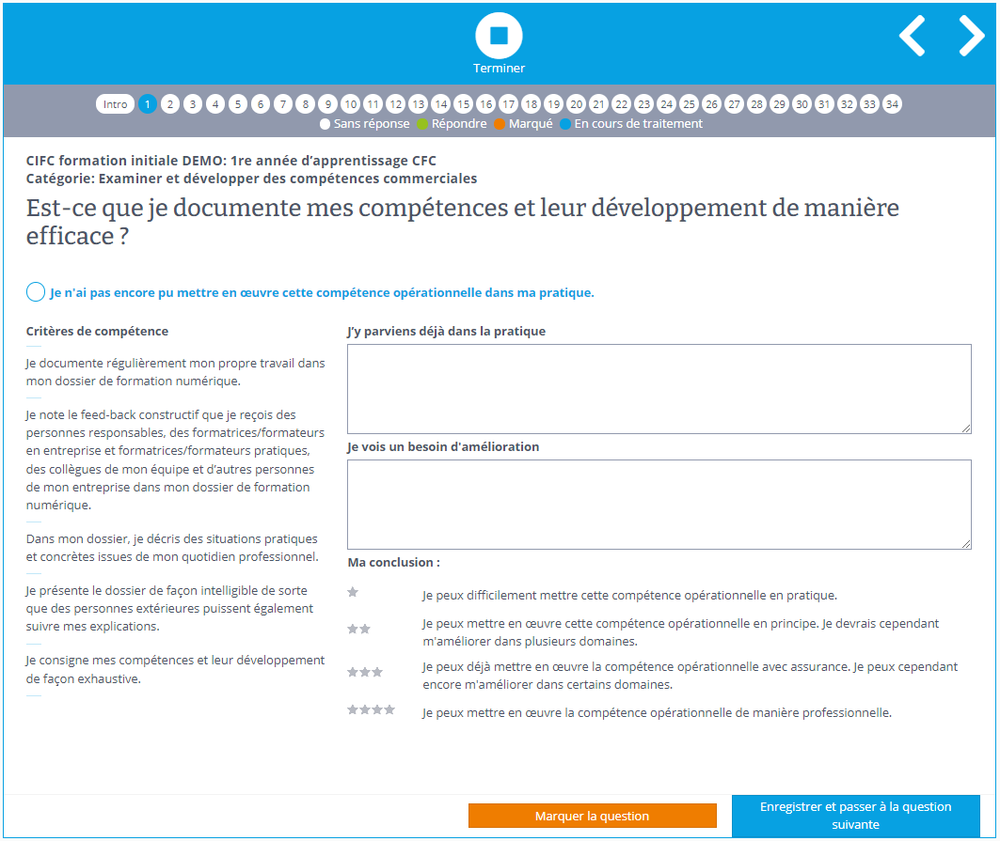 Terminer
Intro 1 2 3 4 5 6 7 8 9 10 11 12 13 14 15 16 17 18 19 20 21 22 23 24 25 26 27 28 29 30 31 32 33 34
Sans réponse Répondre Marqué En cours de traitement
CIFC formation initiale DEMO: 1re année d’apprentissage CFC
Catégorie: Examiner et développer des compétences commerciales
Est-ce que je documente mes compétences et leur développement de manière
efficace ?
Je n'ai pas encore pu mettre en œuvre cette compétence opérationnelle dans ma pratique.
Critères de compétence
Je documente régulièrement mon propre travail dans
mon dossier de formation numérique.
Je note le feed-back constructif que je reçois des
personnes responsables, des formatrices/formateurs
en entreprise et formatrices/formateurs pratiques,
des collègues de mon équipe et d’autres personnes
de mon entreprise dans mon dossier de formation
numérique.
Dans mon dossier, je décris des situations pratiques
et concrètes issues de mon quotidien professionnel.
Je présente le dossier de façon intelligible de sorte
que des personnes extérieures puissent également
suivre mes explications.
Je consigne mes compétences et leur développement
de façon exhaustive.
J’y parviens déjà dans la pratique
Je vois un besoin d'amélioration
Ma conclusion :
Je peux difficilement mettre cette compétence opérationnelle en pratique.
Je peux mettre en œuvre cette compétence opérationnelle en principe. Je devrais cependant
m'améliorer dans plusieurs domaines.
Je peux déjà mettre en œuvre la compétence opérationnelle avec assurance. Je peux cependant
encore m'améliorer dans certains domaines.
Je peux mettre en œuvre la compétence opérationnelle de manière professionnelle.
Marquer la question
Enregistrer et passer à la question
suivante